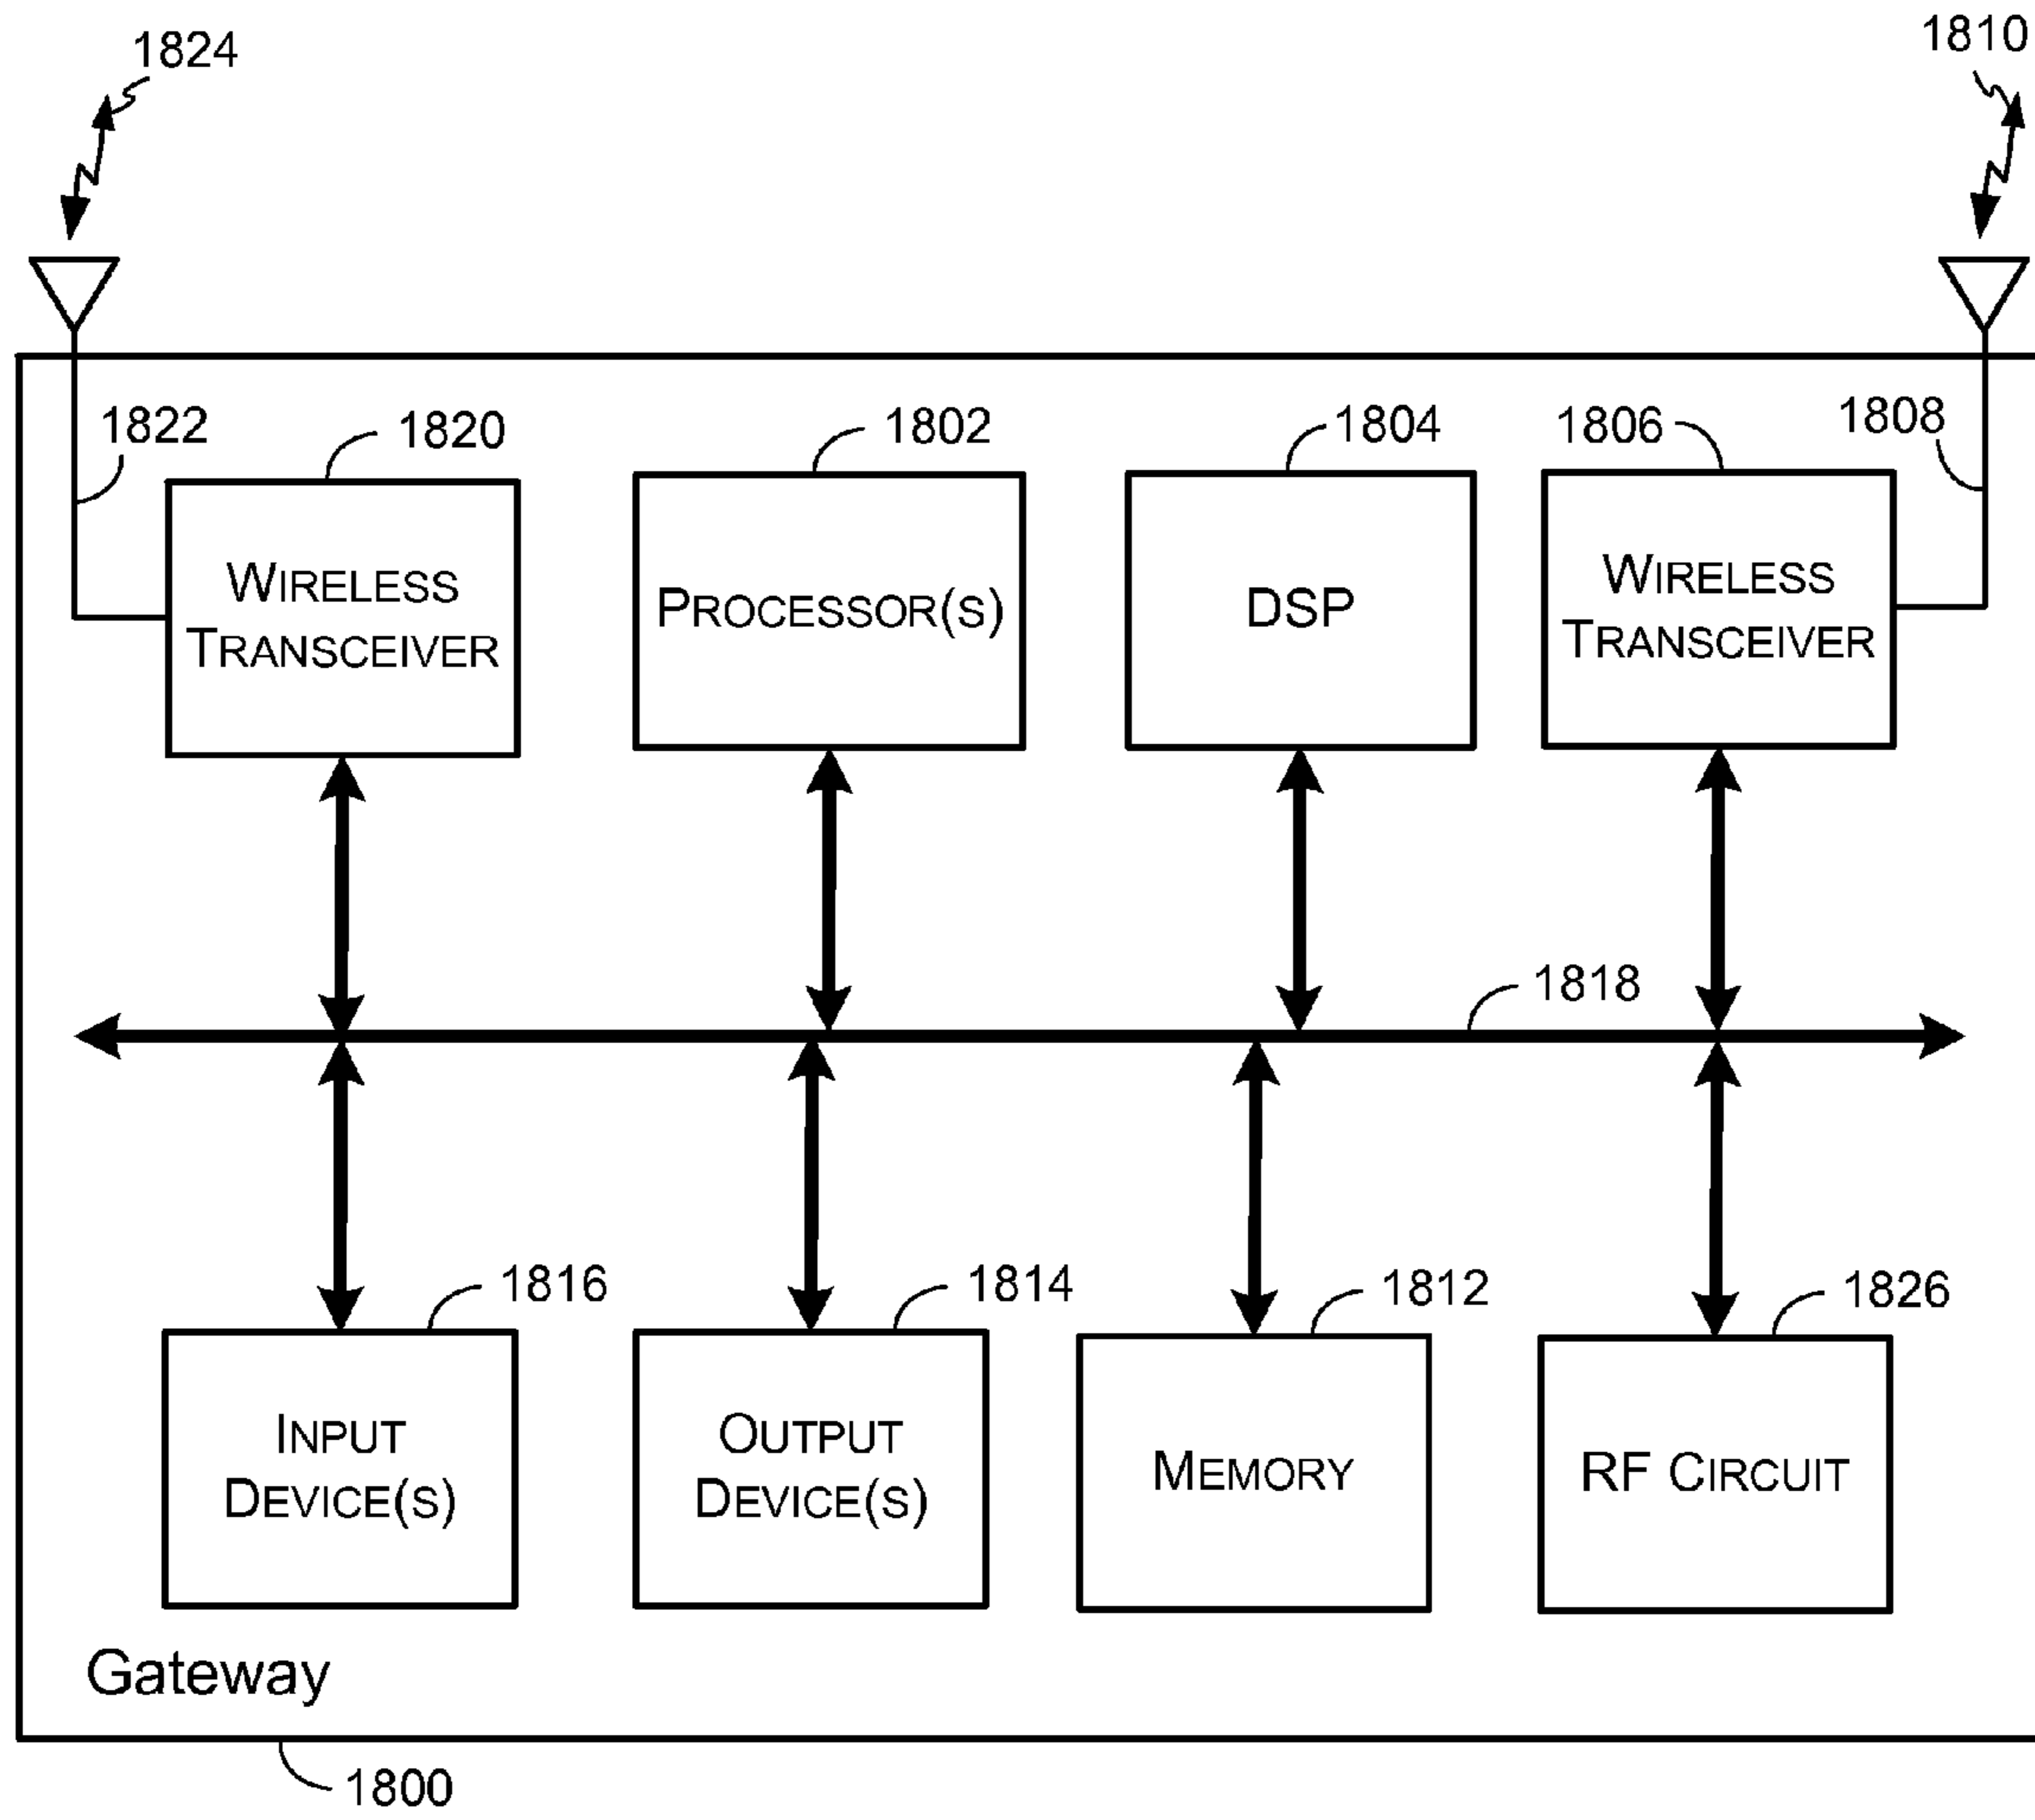 1824
1810
1822
1820
1802
1804
1806
1808
WIRELESS
TRANSCEIVER
PROCESSOR(S)
DSP
WIRELESS
TRANSCEIVER
1818
1816
1814
1812
1826
INPUT
DEVICE(S)
OUTPUT
DEVICE(S)
MEMORY
RF CIRCUIT
Gateway
1800